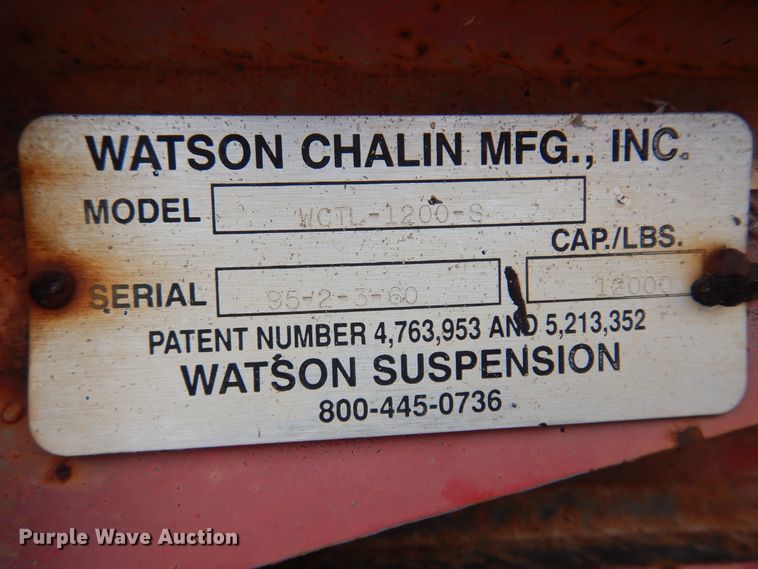 WATSON CHALIN MFG., INC.
MODEL WCTL-1200-S
CAP./LBS.
SERIAL 95-2-3-60 12000
PATENT NUMBER 4,763,953 AND 5,213,352
WATSON SUSPENSION
800-445-0736
Purple Wave Auction